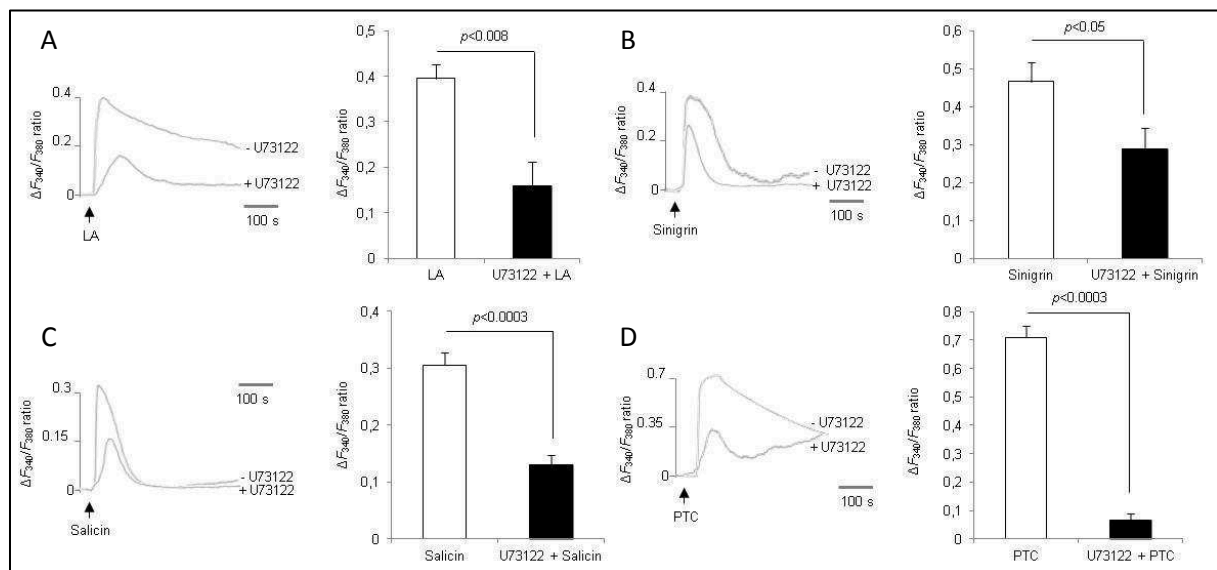 A
ΔF340/F380 ratio
0.4
0.2
0
- U73122
+ U73122
100 s
LA
ΔF340/F380 ratio
0,5
0,4
0,3
0,2
0,1
0
p<0.008
LA
U73122 + LA
B
ΔF340/F380 ratio
0.4
0.2
0
- U73122
+ U73122
100 s
Sinigrin
ΔF340/F380 ratio
0,6
0,5
0,4
0,3
0,2
0,1
0
p<0.05
Sinigrin
U73122 + Sinigrin
C
ΔF340/F380 ratio
0.3
0.15
0
100 s
- U73122
+ U73122
Salicin
ΔF340/F380 ratio
0,4
0,3
0,2
0,1
0
p<0.0003
Salicin
U73122 + Salicin
D
ΔF340/F380 ratio
0.7
0.35
0
- U73122
+ U73122
100 s
PTC
ΔF340/F380 ratio
0,8
0,7
0,6
0,5
0,4
0,3
0,2
0,1
0
p<0.0003
PTC
U73122 + PTC